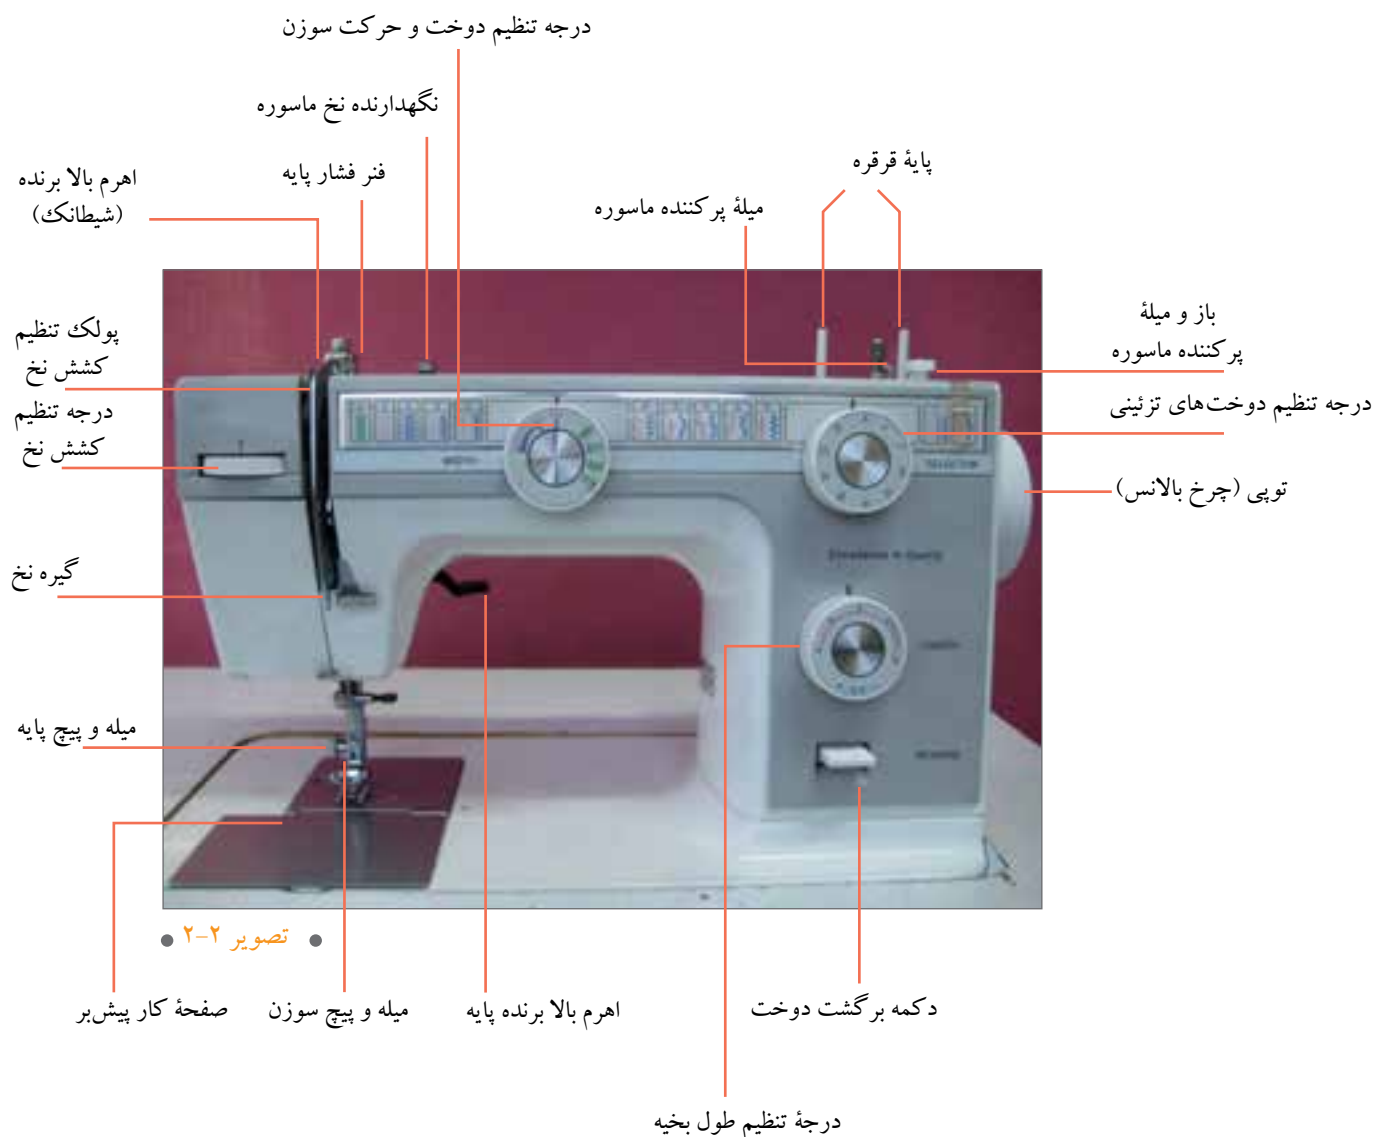 درجه تنظیم دوخت و حرکت سوزن
نگهدارنده نخ ماسوره
پایهٔ قرقره
فنر فشار پایه
اهرم بالا برنده
(شیطانک)
میلهٔ پرکننده ماسوره
باز و میلهٔ
پرکننده ماسوره
پولک تنظیم
کشش نخ
درجه تنظیم دوخت‌های تزئینی
درجه تنظیم
کشش نخ
توپی (چرخ بالانس)
گیره نخ
میله و پیچ پایه
تصویر ۲-۲
صفحهٔ کار پیش‌بر
میله و پیچ سوزن
اهرم بالا برنده پایه
دکمه برگشت دوخت
درجهٔ تنظیم طول بخیه